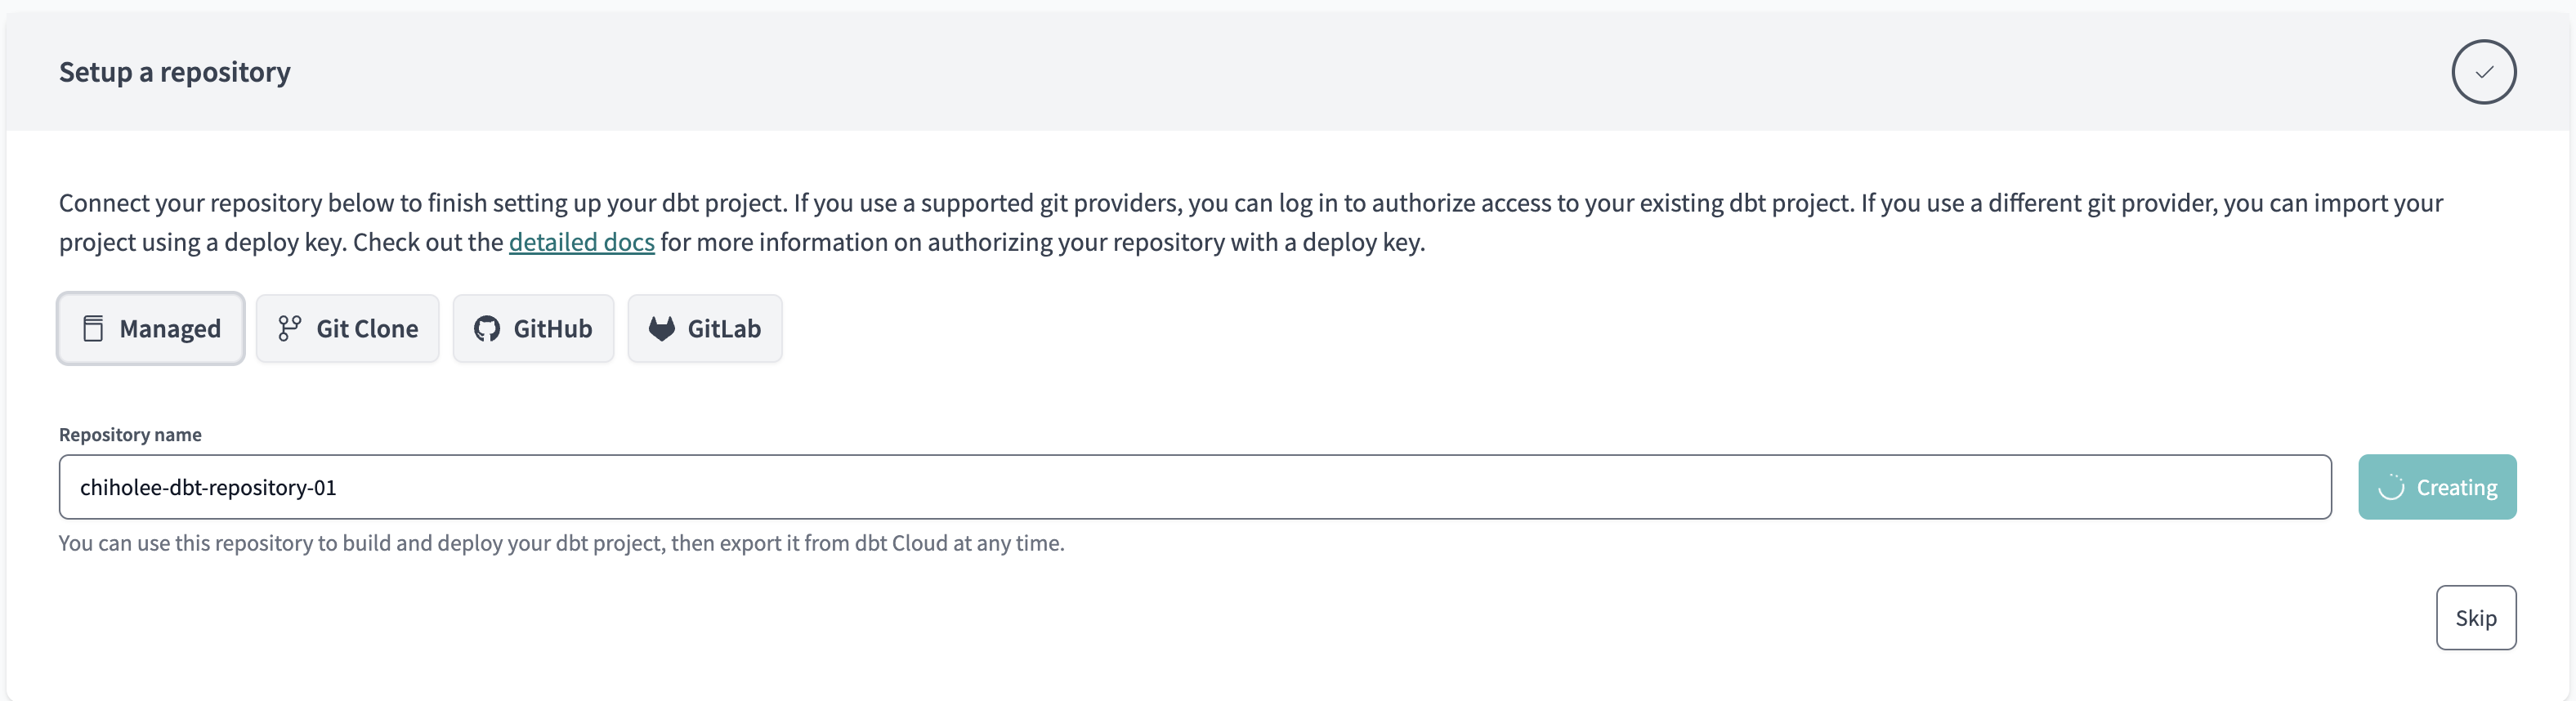 Setup a repository
Connect your repository below to finish setting up your dbt project. If you use a supported git providers, you can log in to authorize access to your existing dbt project. If you use a different git provider, you can import your
project using a deploy key. Check out the detailed docs for more information on authorizing your repository with a deploy key.
Managed Git Clone GitHub GitLab
Repository name
chiholee-dbt-repository-01 Creating
You can use this repository to build and deploy your dbt project, then export it from dbt Cloud at any time.
Skip